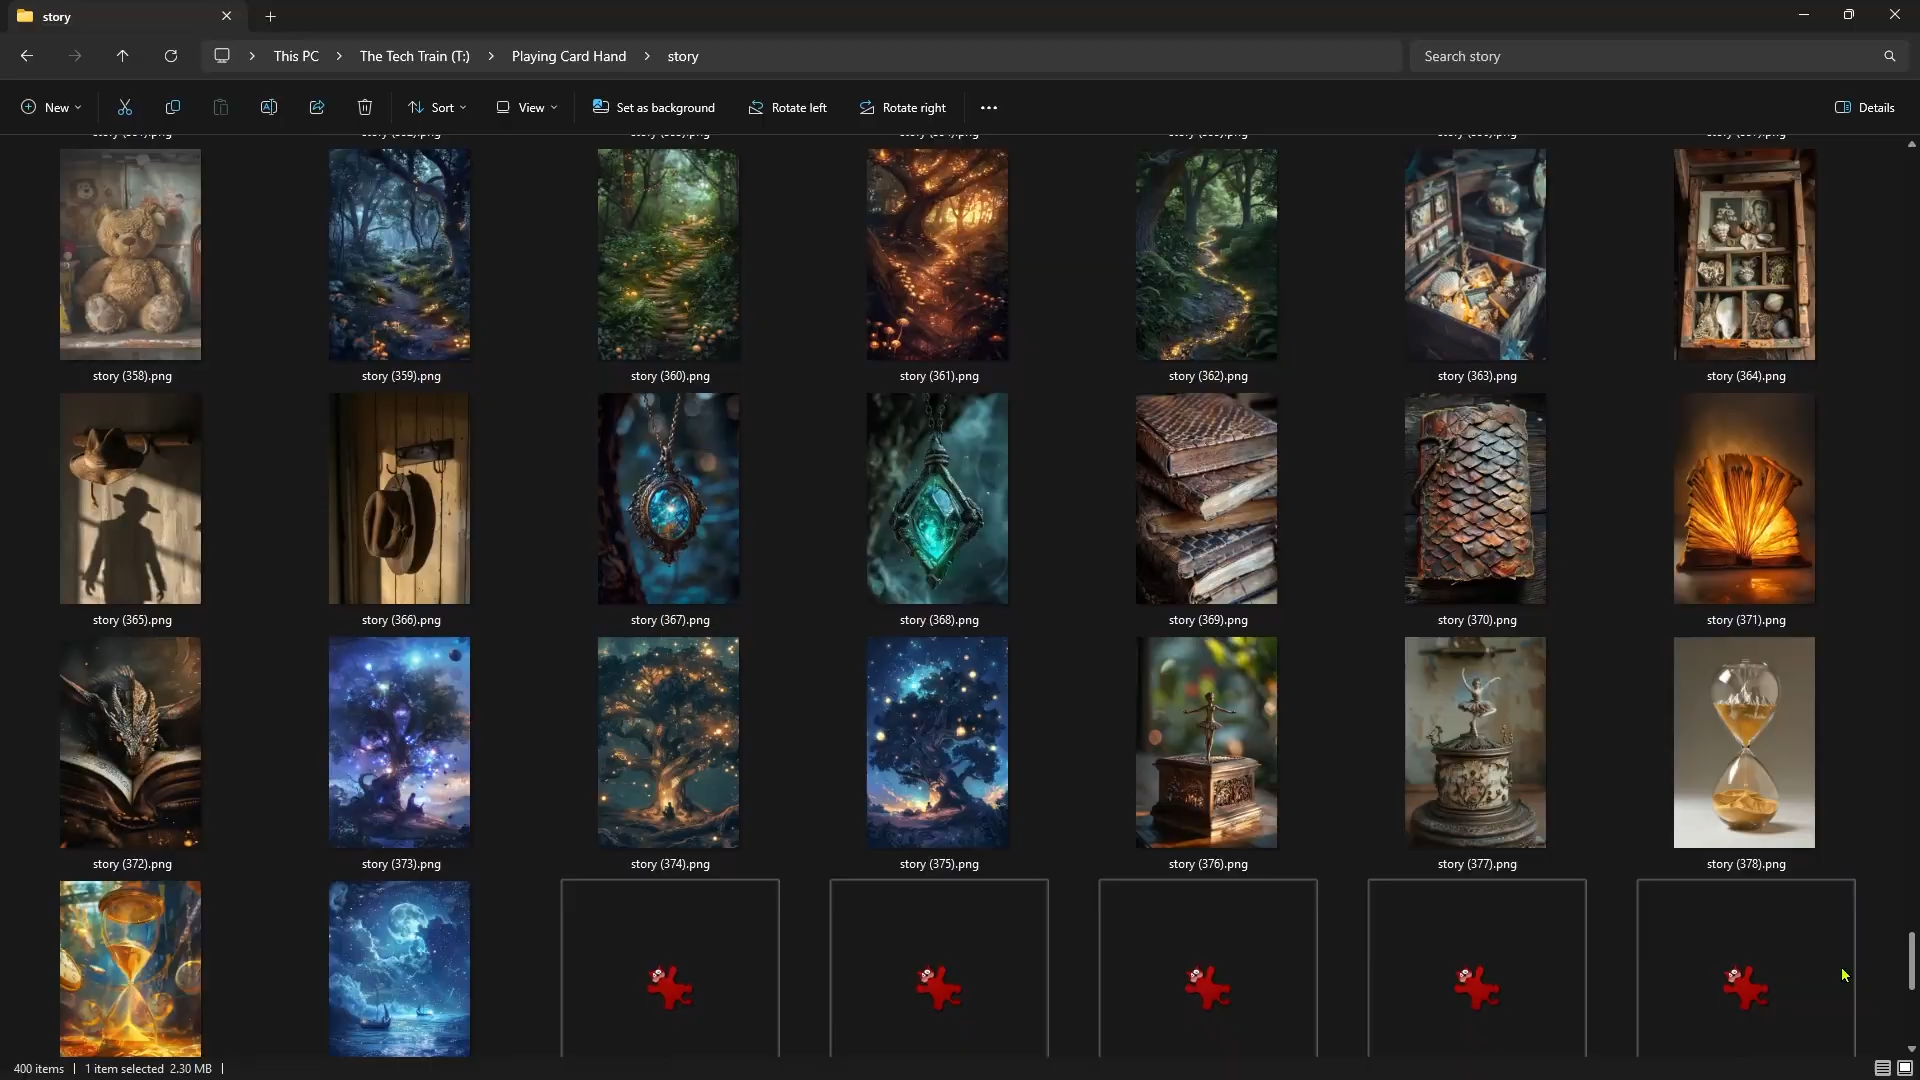 story
This PC
The Tech Train (T:)
Playing Card Hand
story
Search story
New
Sort
View
Set as background
Rotate left
Rotate right
Details
story (358).png
story (359).png
story (360).png
story (361).png
story (362).png
story (363).png
story (364).png
story (365).png
story (366).png
story (367).png
story (368).png
story (369).png
story (370).png
story (371).png
story (372).png
story (373).png
story (374).png
story (375).png
story (376).png
story (377).png
story (378).png
400 items
1 item selected 2.30 MB